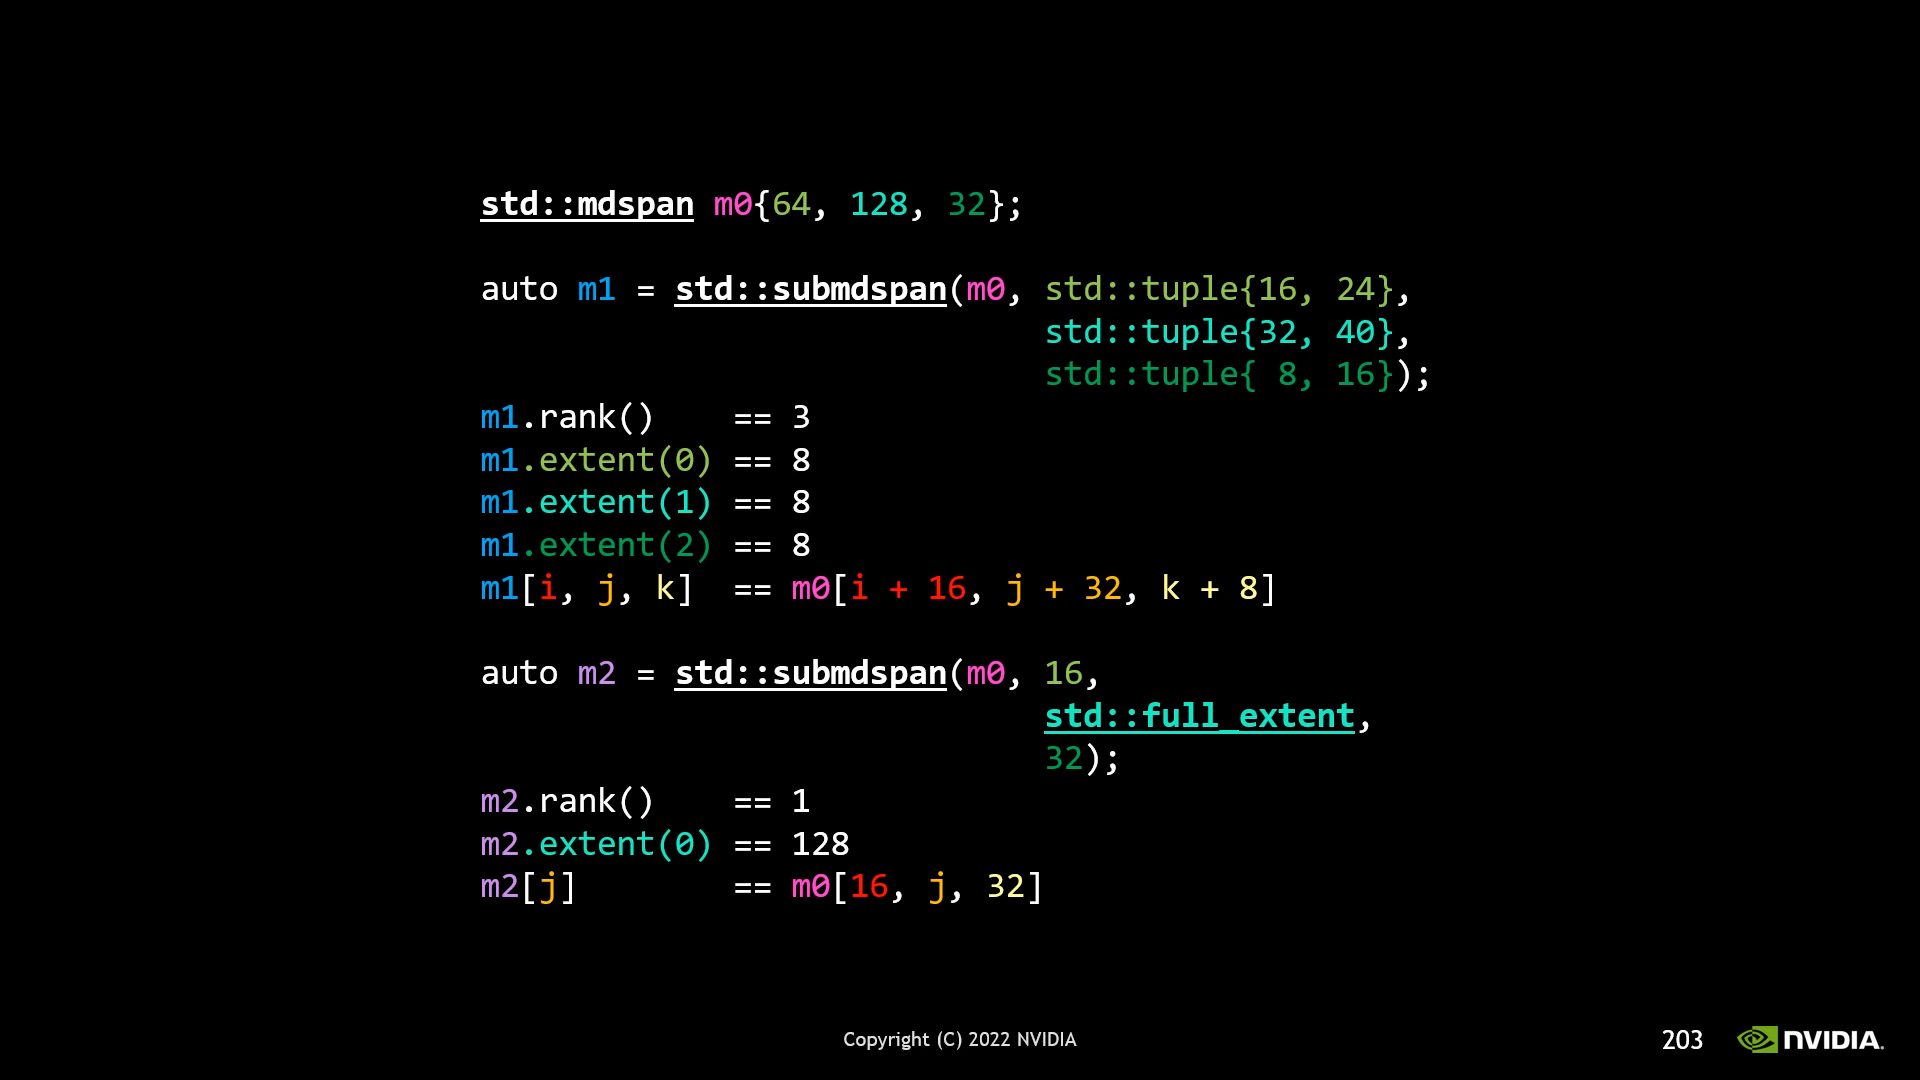 std::mdspan m0{64, 128, 32};
auto m1 = std::submdspan(m0, std::tuple{16, 24},
std::tuple{32, 40},
std::tuple{ 8, 16});
m1.rank()    == 3
m1.extent(0) == 8
m1.extent(1) == 8
m1.extent(2) == 8
m1[i, j, k]  == m0[i + 16, j + 32, k + 8]
auto m2 = std::submdspan(m0, 16,
std::full_extent,
32);
m2.rank()    == 1
m2.extent(0) == 128
m2[j]        == m0[16, j, 32]
Copyright (C) 2022 NVIDIA
203
NVIDIA.